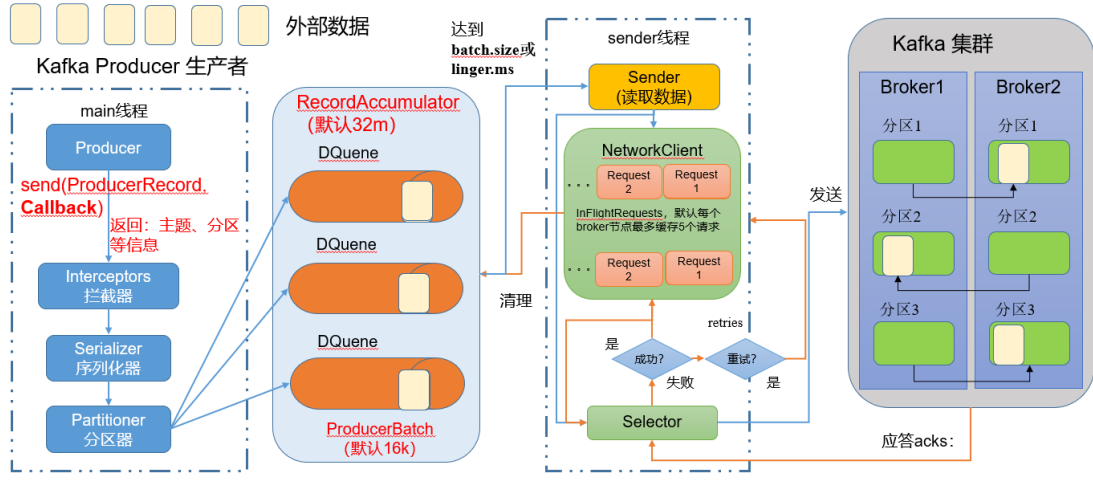 外部数据
Kafka Producer 生产者
main线程
Producer
send(ProducerRecord,
Callback)
返回：主题、分区
等信息
Interceptors
拦截器
Serializer
序列化器
Partitioner
分区器
RecordAccumulator
(默认32m)
DQuene
DQuene
DQuene
ProducerBatch
(默认16k)
达到
batch.size或
linger.ms
清理
sender线程
Sender
(读取数据)
NetworkClient
...
Request
2
Request
1
InFlightRequests，默认每个
broker节点最多缓存5个请求
...
Request
2
Request
1
retries
是
成功?
重试?
失败
是
Selector
发送
Kafka 集群
Broker1
Broker2
分区1
分区1
分区2
分区2
分区3
分区3
应答acks：